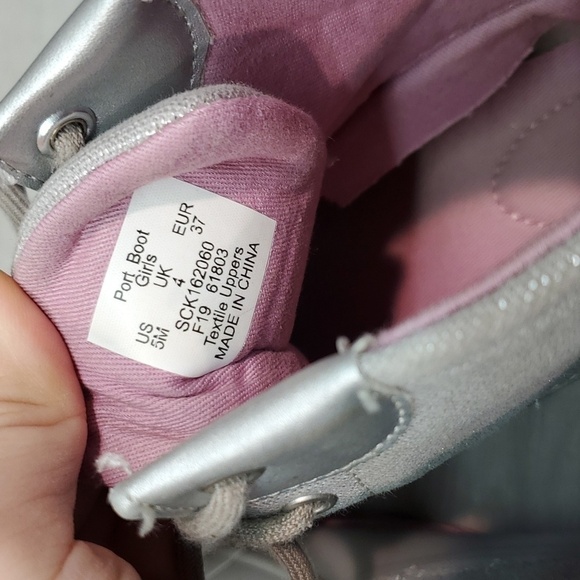 Port Boot
Girls
US UK EUR
5M 4 37
SCK162060
F19 61803
Textile Uppers
MADE IN CHINA